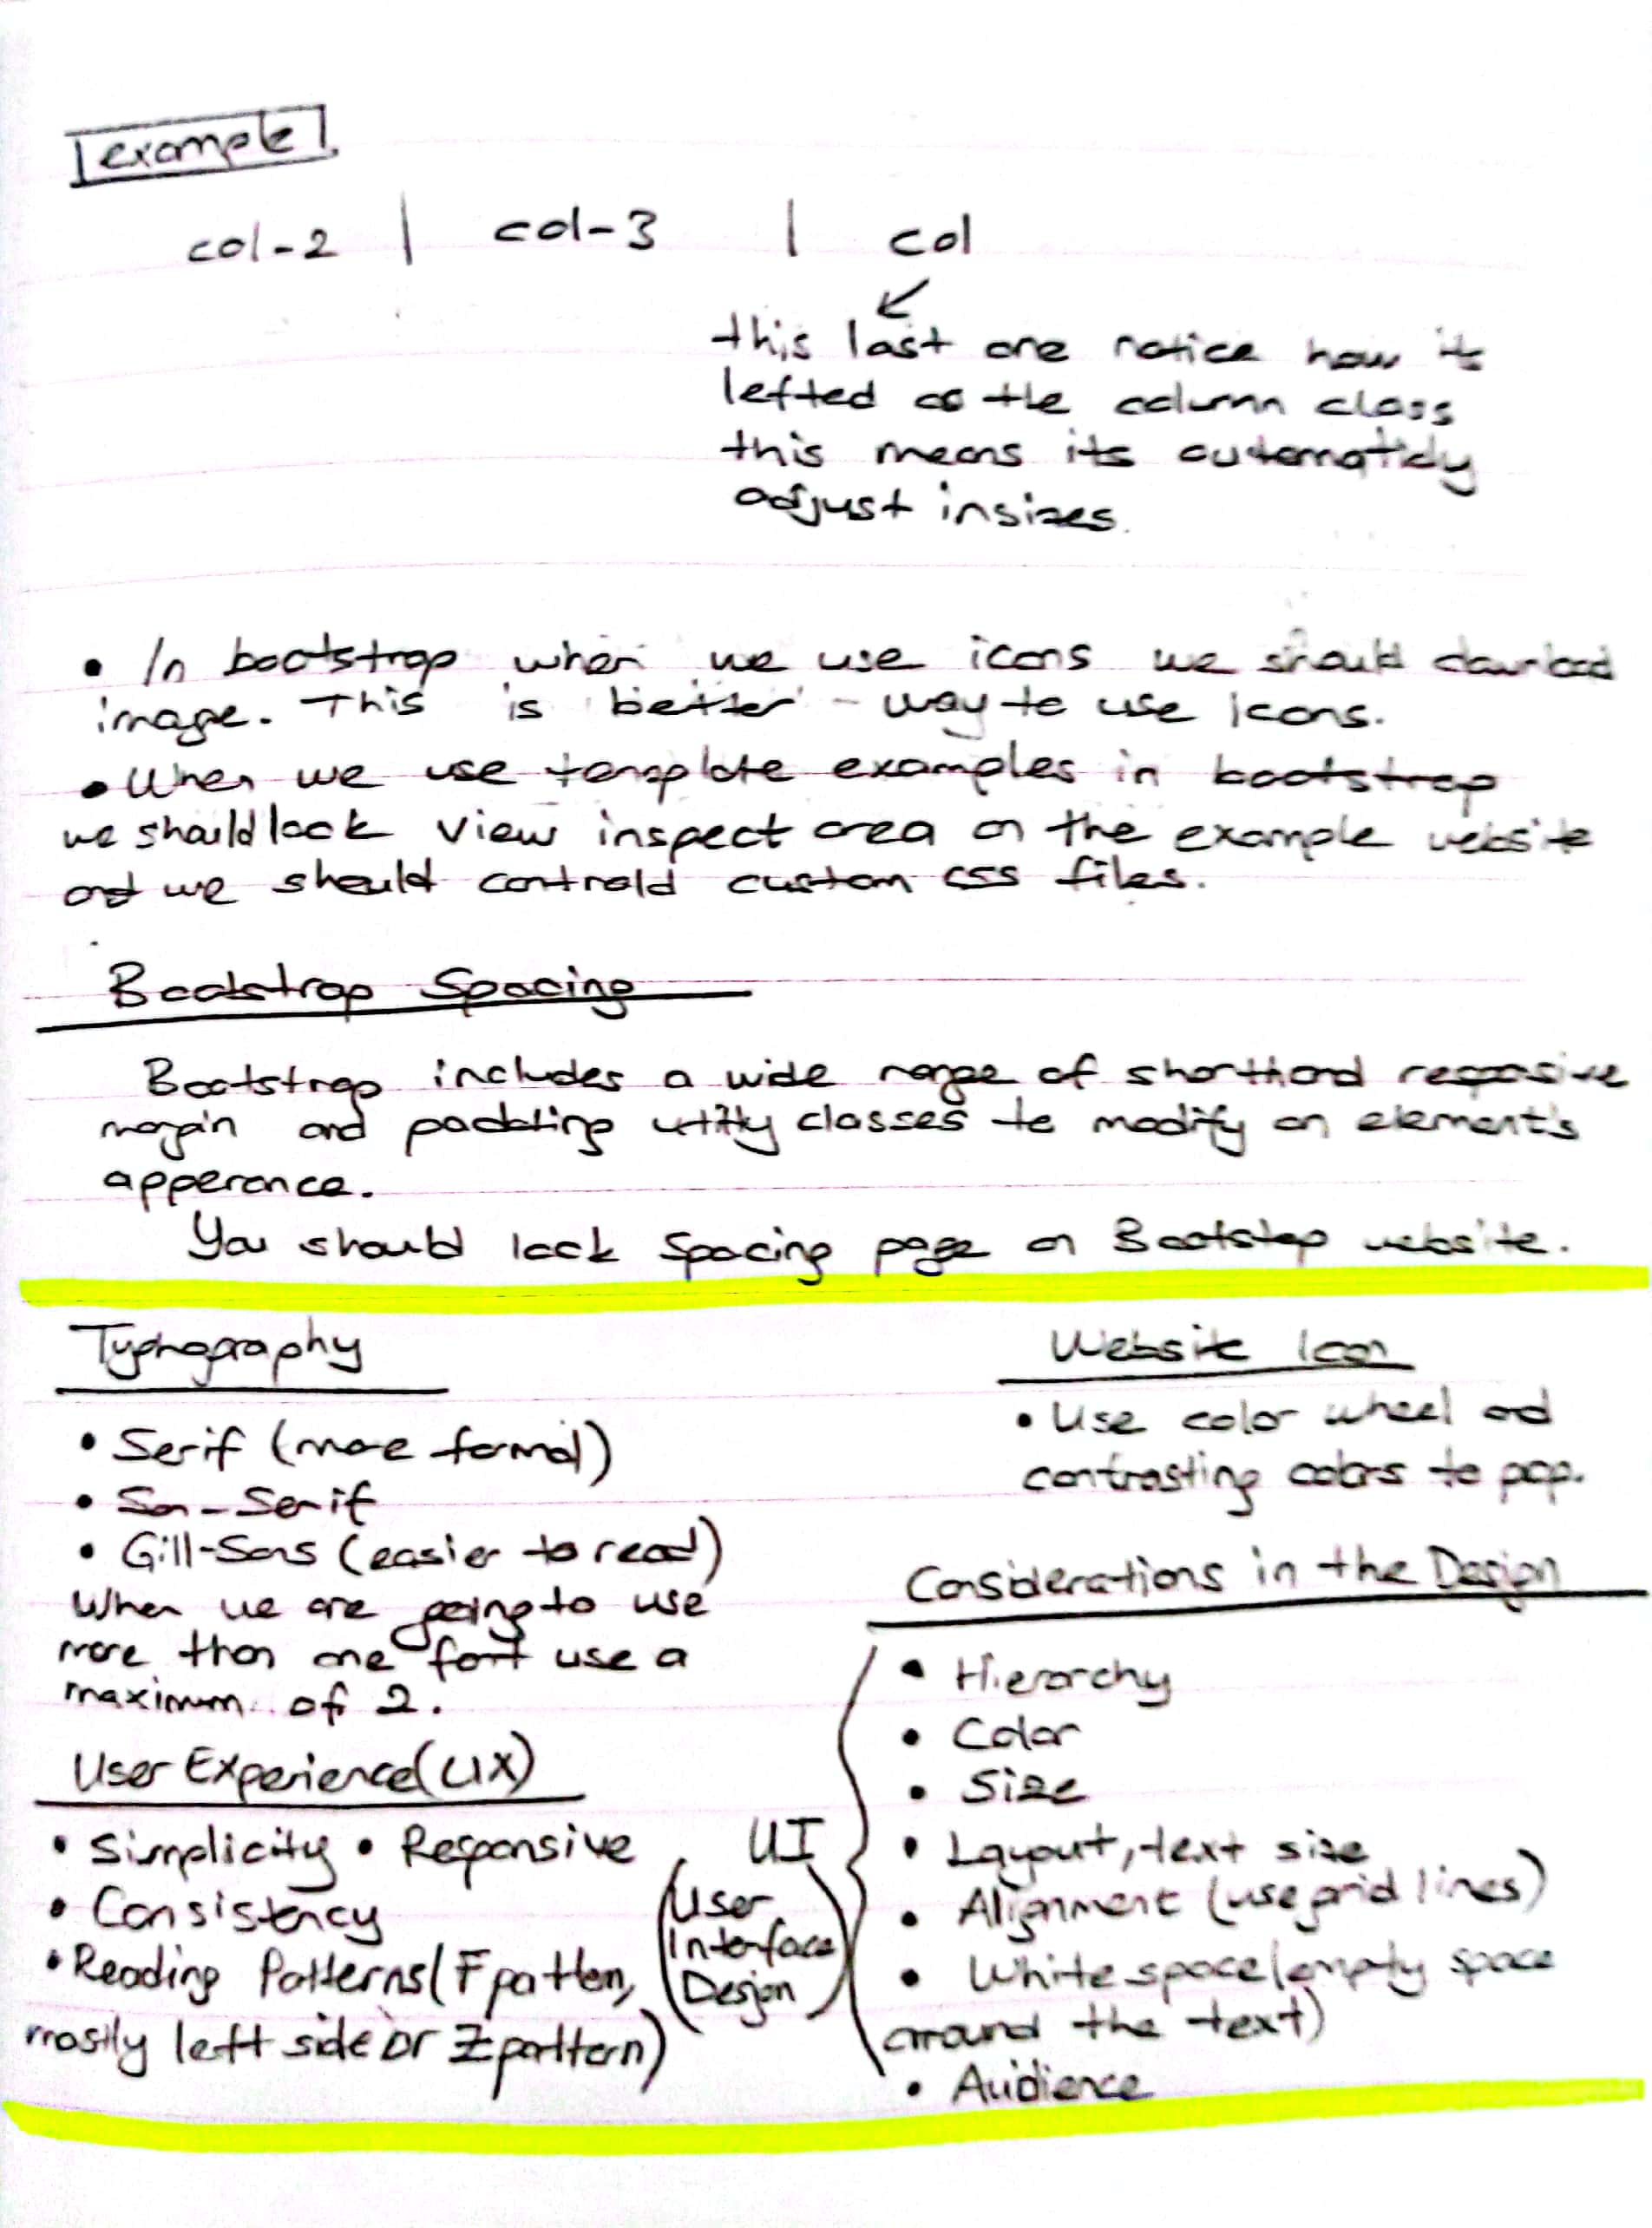 example
col-2 | col-3 | col
this last one notice how its
lefted as the column class
this means its automaticly
adjust in sizes.
• In bootstrap when we use icons we should download
image. This is better way to use icons.
• When we use template examples in bootstrap
we should look view inspect area on the example website
and we should controld custom css files.
Bootstrap Spacing
Bootstrap includes a wide range of shorthand resposive
margin and padding utility classes to modify an element's
apperance.
You should look Spacing page on Bootstap website.
Typhography
• Serif (more formal)
• San-Serif
• Gill-Sans (easier to read)
When we are going to use
more than one font use a
maximum of 2.
User Experience (UX)
• Simplicity • Responsive
• Consistency
• Reading Patterns (F patten,
mostly left side or Z pattern)
Website Icon
• Use color wheel and
contrasting colors to pop.
Considerations in the Design
UI
(User
Interface
Design)
• Hierarchy
• Color
• Size
• Layout, text size
• Alignment (use grid lines)
• White space (empty space
arround the text)
• Audience